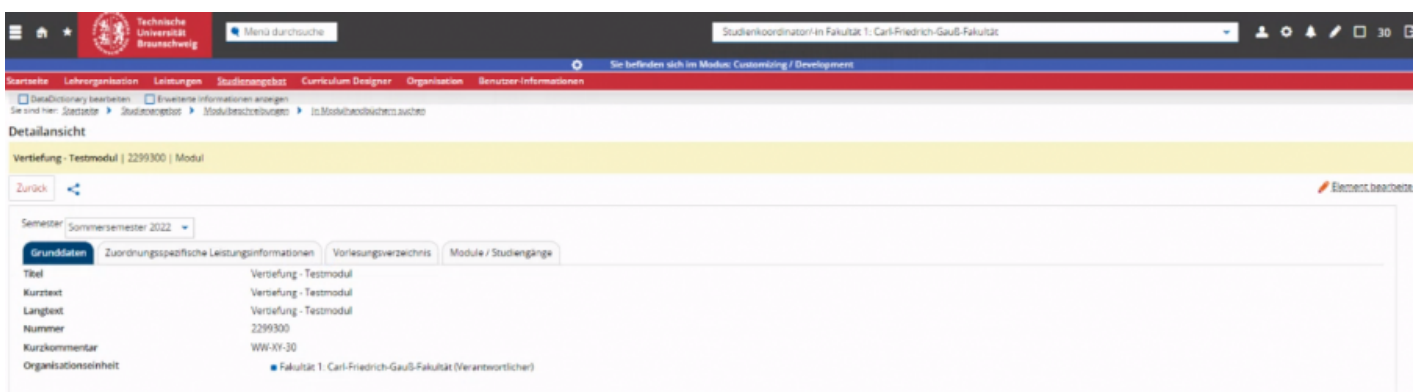 Technische
Universität
Braunschweig
Menü durchsuche
Studienkoordinator/-in Fakultät 1: Carl-Friedrich-Gauß-Fakultät
30
Sie befinden sich im Modus: Customizing / Development
Startseite Lehrorganisation Leistungen Studienangebot Curriculum Designer Organisation Benutzer-Informationen
DataDictionary bearbeiten Erweiterte Informationen anzeigen
Sie sind hier: Startseite Studienangebot Modulbeschreibungen In Modulhandbüchern suchen
Detailansicht
Vertiefung - Testmodul | 2299300 | Modul
Zurück Element bearbeite
Semester Sommersemester 2022
Grunddaten Zuordnungsspezifische Leistungsinformationen Vorlesungsverzeichnis Module / Studiengänge
Titel Vertiefung - Testmodul
Kurztext Vertiefung - Testmodul
Langtext Vertiefung - Testmodul
Nummer 2299300
Kurzkommentar WW-XY-30
Organisationseinheit Fakultät 1: Carl-Friedrich-Gauß-Fakultät (Verantwortlicher)